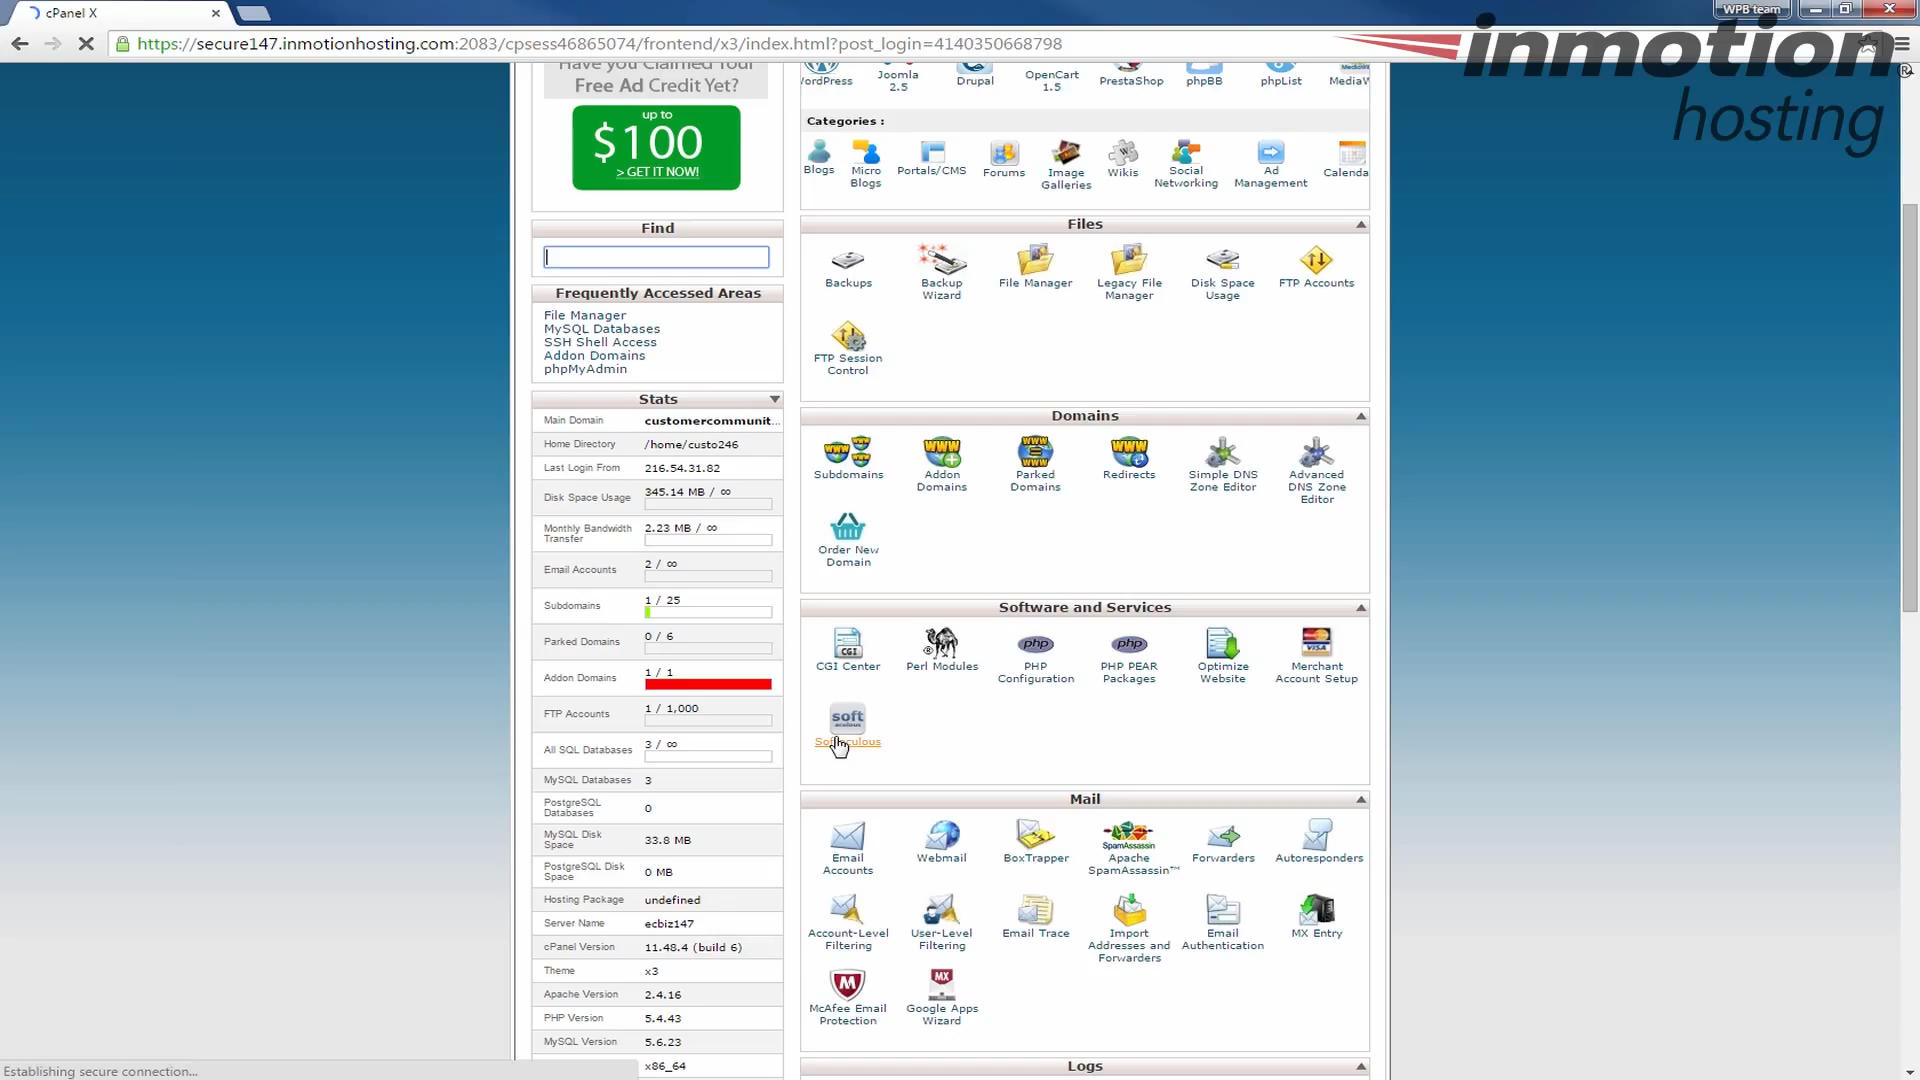 cPanel X
WPB team
https://secure147.inmotionhosting.com:2083/cpsess46865074/frontend/x3/index.html?post_login=4140350668798
inmotion
hosting
®
Have you Claimed Your
Free Ad Credit Yet?
up to
$100
> GET IT NOW!
Find
Frequently Accessed Areas
File Manager
MySQL Databases
SSH Shell Access
Addon Domains
phpMyAdmin
Stats
Main Domain customercommunit...
Home Directory /home/custo246
Last Login From 216.54.31.82
Disk Space Usage 345.14 MB / ∞
Monthly Bandwidth Transfer 2.23 MB / ∞
Email Accounts 2 / ∞
Subdomains 1 / 25
Parked Domains 0 / 6
Addon Domains 1 / 1
FTP Accounts 1 / 1,000
All SQL Databases 3 / ∞
MySQL Databases 3
PostgreSQL Databases 0
MySQL Disk Space 33.8 MB
PostgreSQL Disk Space 0 MB
Hosting Package undefined
Server Name ecbiz147
cPanel Version 11.48.4 (build 6)
Theme x3
Apache Version 2.4.16
PHP Version 5.4.43
MySQL Version 5.6.23
x86_64
ordPress
Joomla 2.5
Drupal
OpenCart 1.5
PrestaShop
phpBB
phpList
MediaW
Categories :
Blogs
Micro Blogs
Portals/CMS
Forums
Image Galleries
Wikis
Social Networking
Ad Management
Calenda
Files
Backups
Backup Wizard
File Manager
Legacy File Manager
Disk Space Usage
FTP Accounts
FTP Session Control
Domains
Subdomains
Addon Domains
Parked Domains
Redirects
Simple DNS Zone Editor
Advanced DNS Zone Editor
Order New Domain
Software and Services
CGI Center
Perl Modules
PHP Configuration
PHP PEAR Packages
Optimize Website
Merchant Account Setup
soft
aculous
Softaculous
Mail
Email Accounts
Webmail
BoxTrapper
Apache SpamAssassin™
Forwarders
Autoresponders
Account-Level Filtering
User-Level Filtering
Email Trace
Import Addresses and Forwarders
Email Authentication
MX Entry
McAfee Email Protection
Google Apps Wizard
Logs
Establishing secure connection...